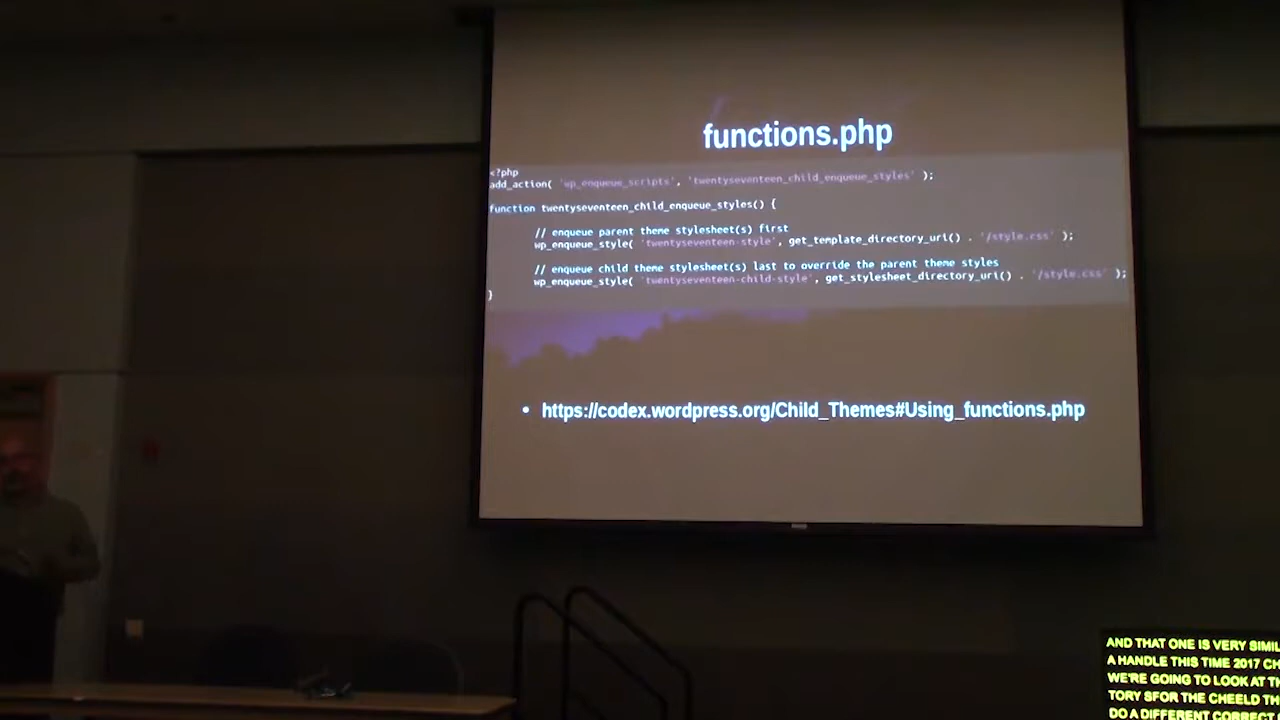 functions.php
<?php
add_action( 'wp_enqueue_scripts', 'twentyseventeen_child_enqueue_styles' );
function twentyseventeen_child_enqueue_styles() {
// enqueue parent theme stylesheet(s) first
wp_enqueue_style( 'twentyseventeen-style', get_template_directory_uri() . '/style.css' );
// enqueue child theme stylesheet(s) last to override the parent theme styles
wp_enqueue_style( 'twentyseventeen-child-style', get_stylesheet_directory_uri() . '/style.css' );
}
• https://codex.wordpress.org/Child_Themes#Using_functions.php
AND THAT ONE IS VERY SIMIL
A HANDLE THIS TIME 2017 CH
WE'RE GOING TO LOOK AT TH
TORY SFOR THE CHEELD TH
DO A DIFFERENT CORRECT